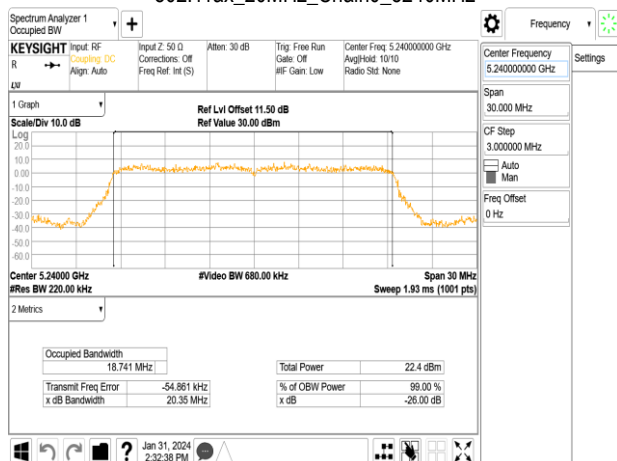 Spectrum Analyzer 1
Occupied BW
Frequency
KEYSIGHT
R
LXI
Input: RF
Coupling: DC
Align: Auto
Input Z: 50 Ω
Corrections: Off
Freq Ref: Int (S)
Atten: 30 dB
Trig: Free Run
Gate: Off
#IF Gain: Low
Center Freq: 5.240000000 GHz
Avg|Hold: 10/10
Radio Std: None
Center Frequency
5.240000000 GHz
Settings
Span
30.000 MHz
CF Step
3.000000 MHz
Auto
Man
Freq Offset
0 Hz
1 Graph
Scale/Div 10.0 dB
Ref Lvl Offset 11.50 dB
Ref Value 30.00 dBm
Log
20.0
10.0
0.00
-10.0
-20.0
-30.0
-40.0
-50.0
-60.0
Center 5.24000 GHz
#Video BW 680.00 kHz
Span 30 MHz
#Res BW 220.00 kHz
Sweep 1.93 ms (1001 pts)
2 Metrics
Occupied Bandwidth
18.741 MHz
Total Power 22.4 dBm
Transmit Freq Error -54.861 kHz
% of OBW Power 99.00 %
x dB Bandwidth 20.35 MHz
x dB -26.00 dB
Jan 31, 2024
2:32:38 PM